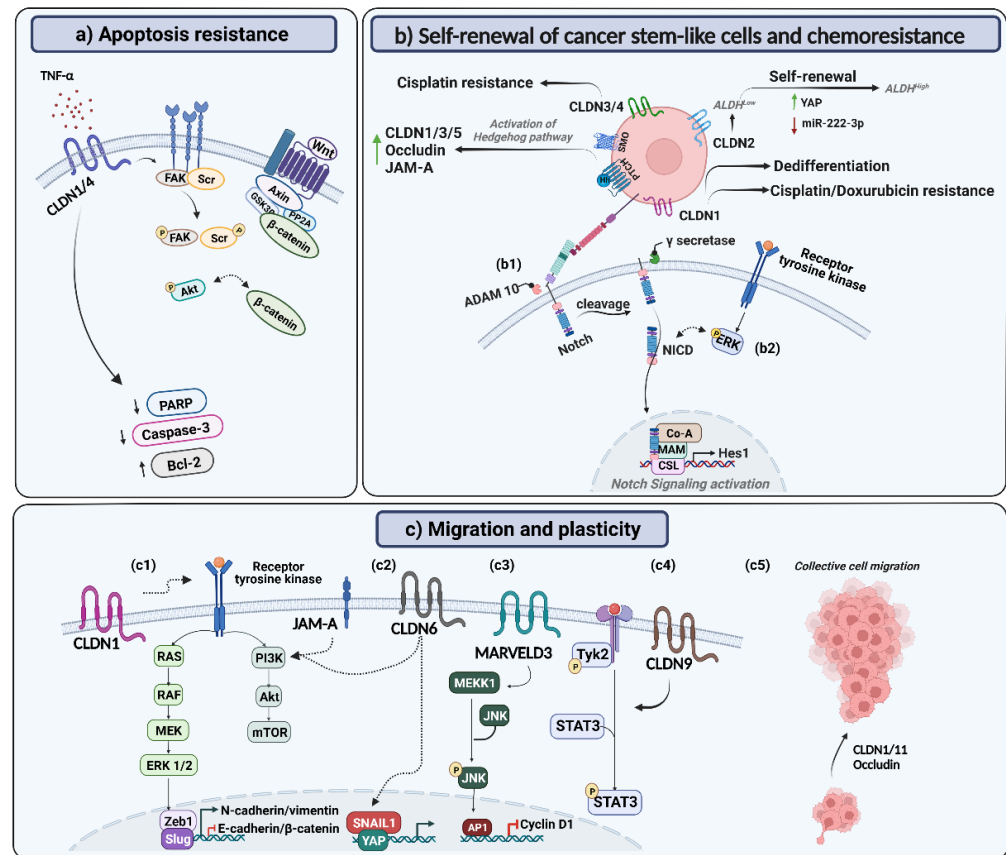 a) Apoptosis resistance
TNF-α
CLDN1/4
FAK
Scr
Wnt
Axin
GSK3β
PP2A
β-catenin
P
FAK
Scr
P
P
Akt
β-catenin
PARP
Caspase-3
Bcl-2
b) Self-renewal of cancer stem-like cells and chemoresistance
Cisplatin resistance
CLDN3/4
Self-renewal
ALDHLow
ALDHHigh
YAP
miR-222-3p
CLDN2
Activation of
Hedgehog pathway
CLDN1/3/5
Occludin
JAM-A
SMO
PTCH
Hh
CLDN1
Dedifferentiation
Cisplatin/Doxurubicin resistance
γ secretase
(b1)
ADAM 10
Notch
cleavage
Receptor
tyrosine kinase
NICD
P
ERK
(b2)
Co-A
MAM
CSL
Hes1
Notch Signaling activation
c) Migration and plasticity
(c1)
CLDN1
Receptor
tyrosine kinase
RAS
RAF
MEK
ERK 1/2
Zeb1
Slug
N-cadherin/vimentin
E-cadherin/β-catenin
PI3K
Akt
mTOR
JAM-A
(c2)
CLDN6
SNAIL1
YAP
(c3)
MARVELD3
MEKK1
JNK
P
JNK
AP1
Cyclin D1
(c4)
Tyk2
P
CLDN9
STAT3
P
STAT3
(c5)
Collective cell migration
CLDN1/11
Occludin